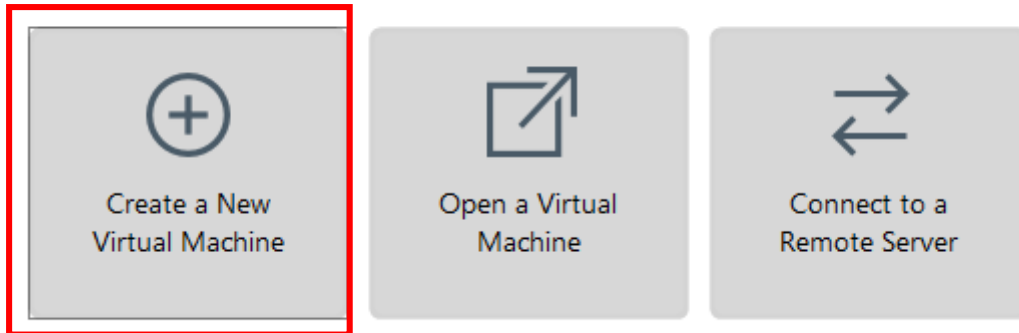 Create a New
Virtual Machine
Open a Virtual
Machine
Connect to a
Remote Server